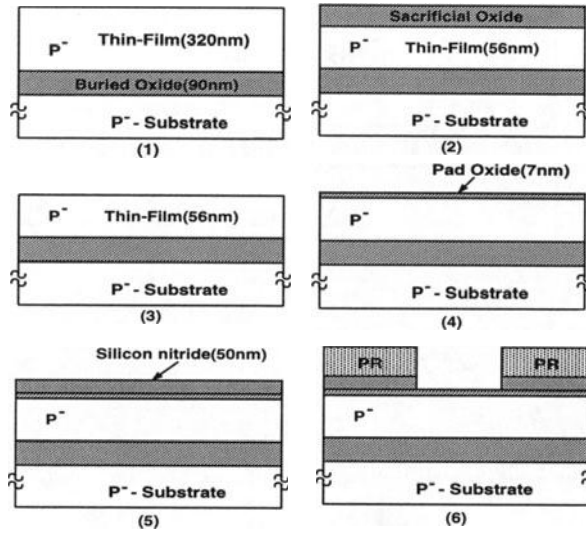 P⁻ Thin-Film(320nm)
Buried Oxide(90nm)
P⁻- Substrate
(1)
Sacrificial Oxide
P⁻ Thin-Film(56nm)
P⁻- Substrate
(2)
P⁻ Thin-Film(56nm)
P⁻- Substrate
(3)
Pad Oxide(7nm)
P⁻
P⁻- Substrate
(4)
Silicon nitride(50nm)
P⁻
P⁻- Substrate
(5)
PR PR
P⁻
P⁻- Substrate
(6)